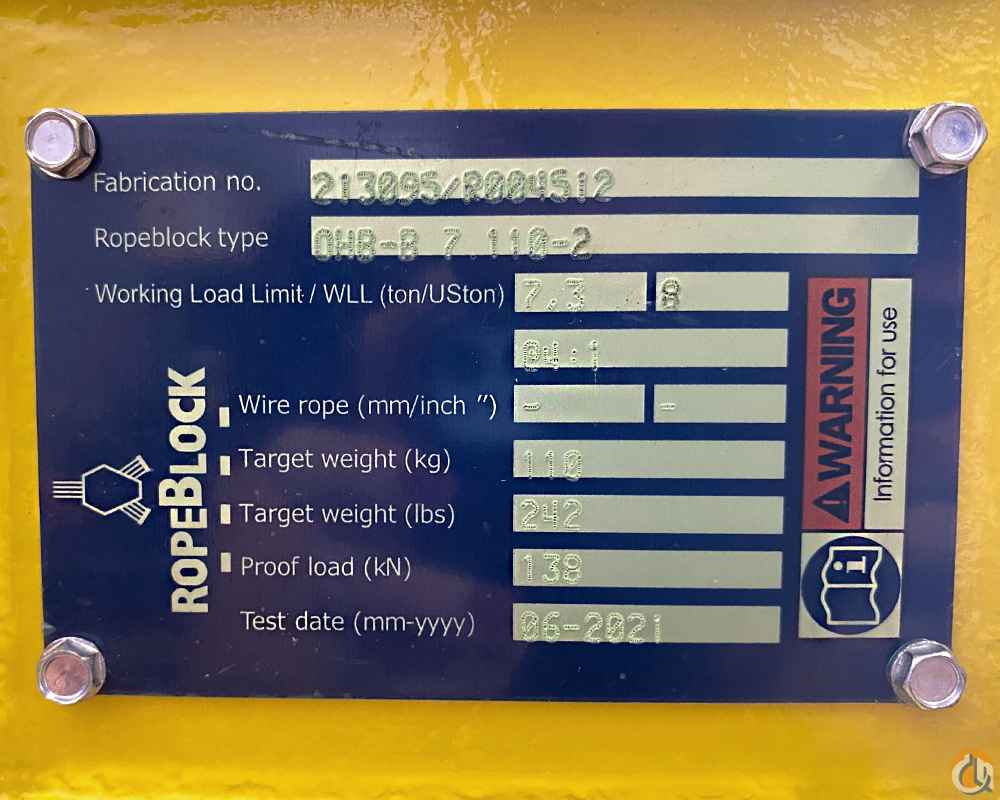 Fabrication no. 213095/R004512
Ropeblock type OHB-B 7.110-2
Working Load Limit / WLL (ton/USton) 7,3 8
Wire rope (mm/inch ″) - -
Target weight (kg) 110
Target weight (lbs) 242
Proof load (kN) 138
Test date (mm-yyyy) 06-2021
ROPEBLOCK
WARNING
Information for use